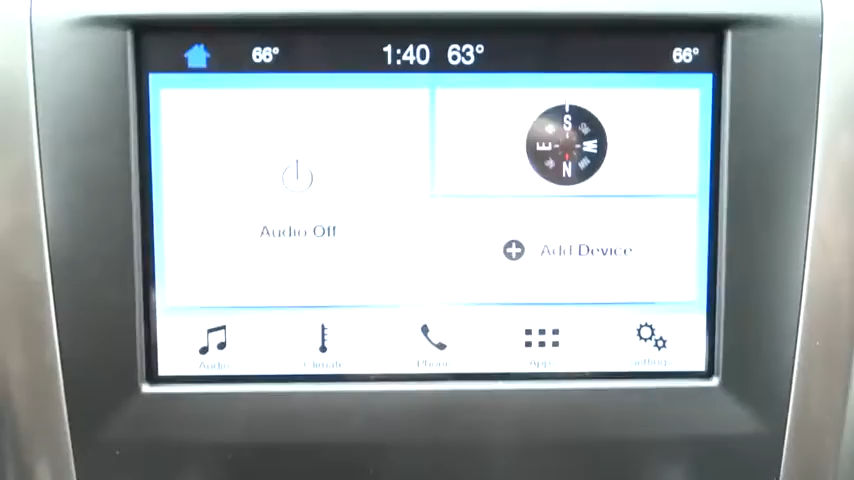 66° 1:40 63° 66°
S
E W
N
Audio Off
Add Device
Audio Climate Phone Apps Settings